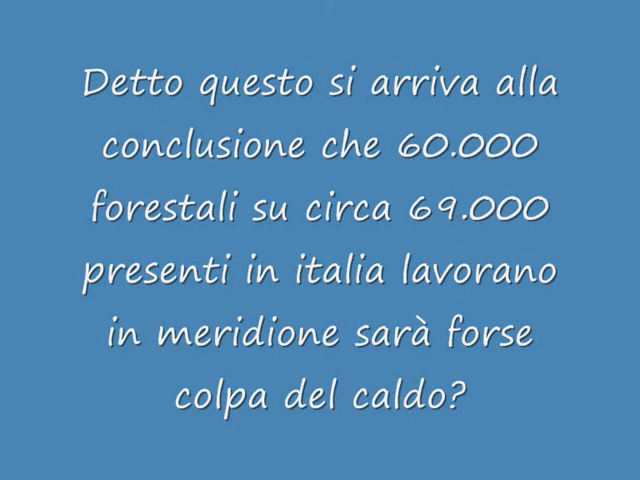 Detto questo si arriva alla
conclusione che 60.000
forestali su circa 69.000
presenti in italia lavorano
in meridione sarà forse
colpa del caldo?